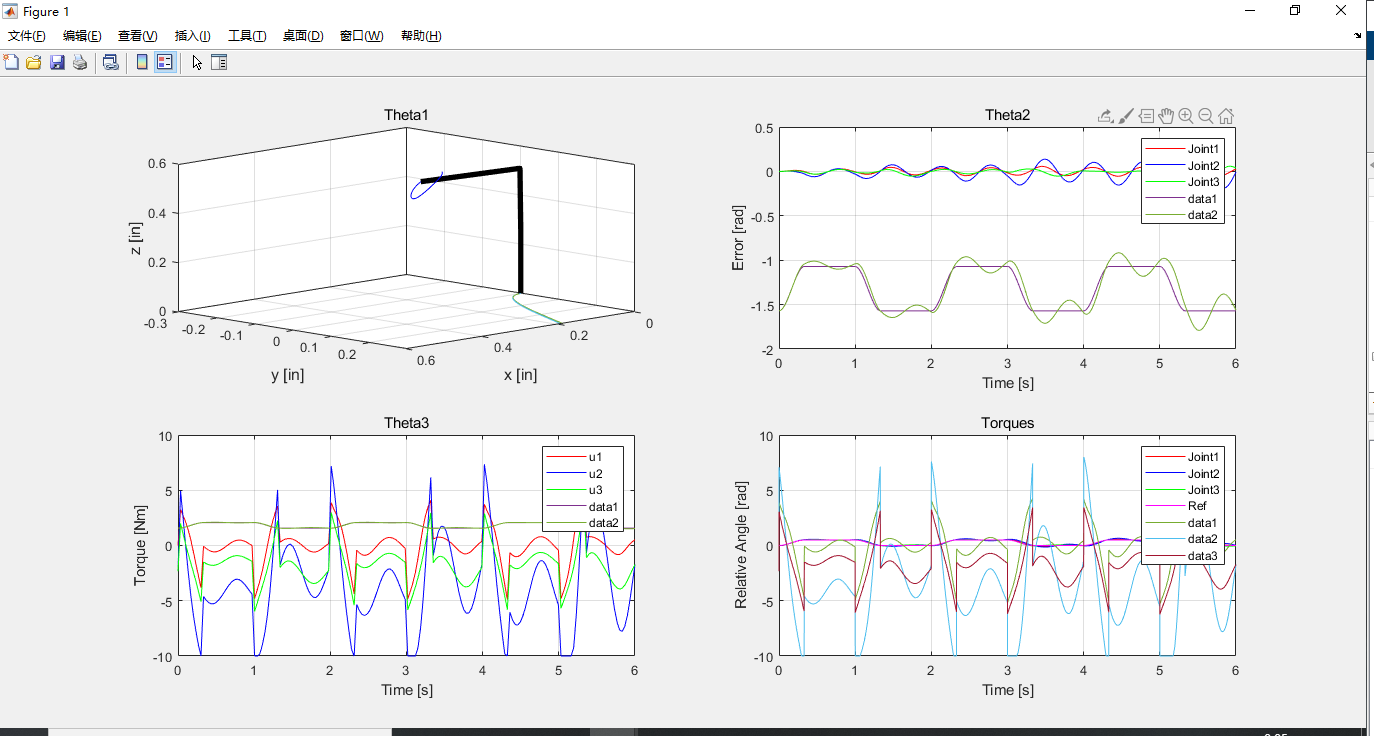 Figure 1
文件(F) 编辑(E) 查看(V) 插入(I) 工具(T) 桌面(D) 窗口(W) 帮助(H)
Theta1
0.6
0.4
0.2
0
z [in]
-0.3
-0.2
-0.1
0
0.1
0.2
y [in]
0.6
0.4
0.2
0
x [in]
Theta2
0.5
0
-0.5
-1
-1.5
-2
Error [rad]
0 1 2 3 4 5 6
Time [s]
Joint1
Joint2
Joint3
data1
data2
Theta3
10
5
0
-5
-10
Torque [Nm]
0 1 2 3 4 5 6
Time [s]
u1
u2
u3
data1
data2
Torques
10
5
0
-5
-10
Relative Angle [rad]
0 1 2 3 4 5 6
Time [s]
Joint1
Joint2
Joint3
Ref
data1
data2
data3